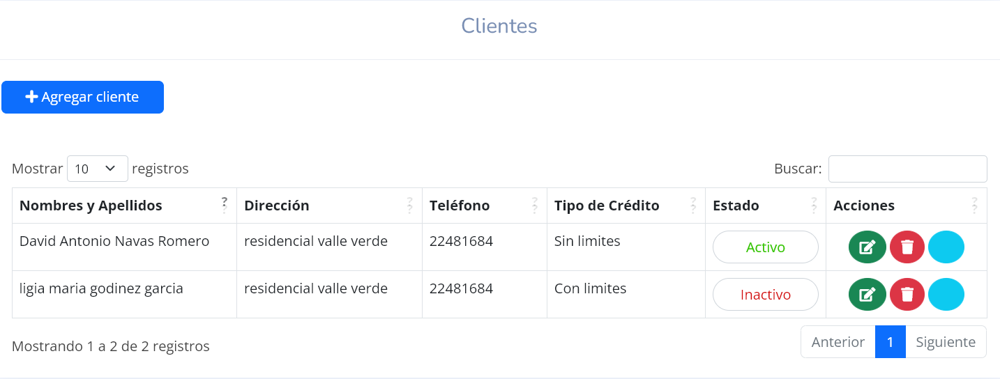 Clientes
Agregar cliente
Mostrar 10 registros
Buscar:
Nombres y Apellidos ? ? Dirección ? ? Teléfono ? ? Tipo de Crédito ? ? Estado ? ? Acciones ? ?
David Antonio Navas Romero residencial valle verde 22481684 Sin limites Activo
ligia maria godinez garcia residencial valle verde 22481684 Con limites Inactivo
Mostrando 1 a 2 de 2 registros
Anterior 1 Siguiente